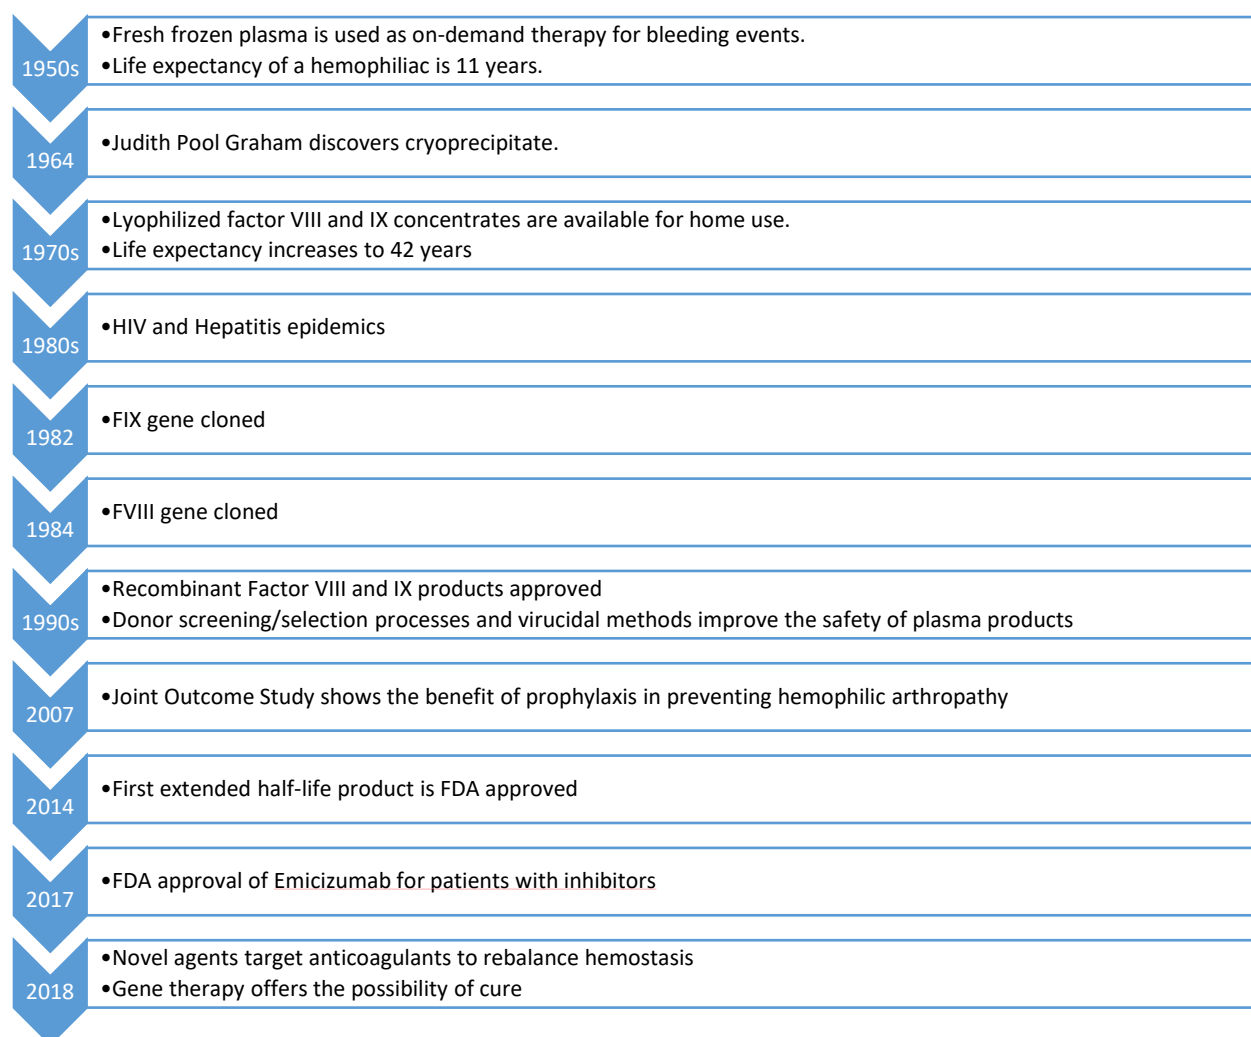 1950s
•Fresh frozen plasma is used as on-demand therapy for bleeding events.
•Life expectancy of a hemophiliac is 11 years.
1964
•Judith Pool Graham discovers cryoprecipitate.
1970s
•Lyophilized factor VIII and IX concentrates are available for home use.
•Life expectancy increases to 42 years
1980s
•HIV and Hepatitis epidemics
1982
•FIX gene cloned
1984
•FVIII gene cloned
1990s
•Recombinant Factor VIII and IX products approved
•Donor screening/selection processes and virucidal methods improve the safety of plasma products
2007
•Joint Outcome Study shows the benefit of prophylaxis in preventing hemophilic arthropathy
2014
•First extended half-life product is FDA approved
2017
•FDA approval of Emicizumab for patients with inhibitors
2018
•Novel agents target anticoagulants to rebalance hemostasis
•Gene therapy offers the possibility of cure